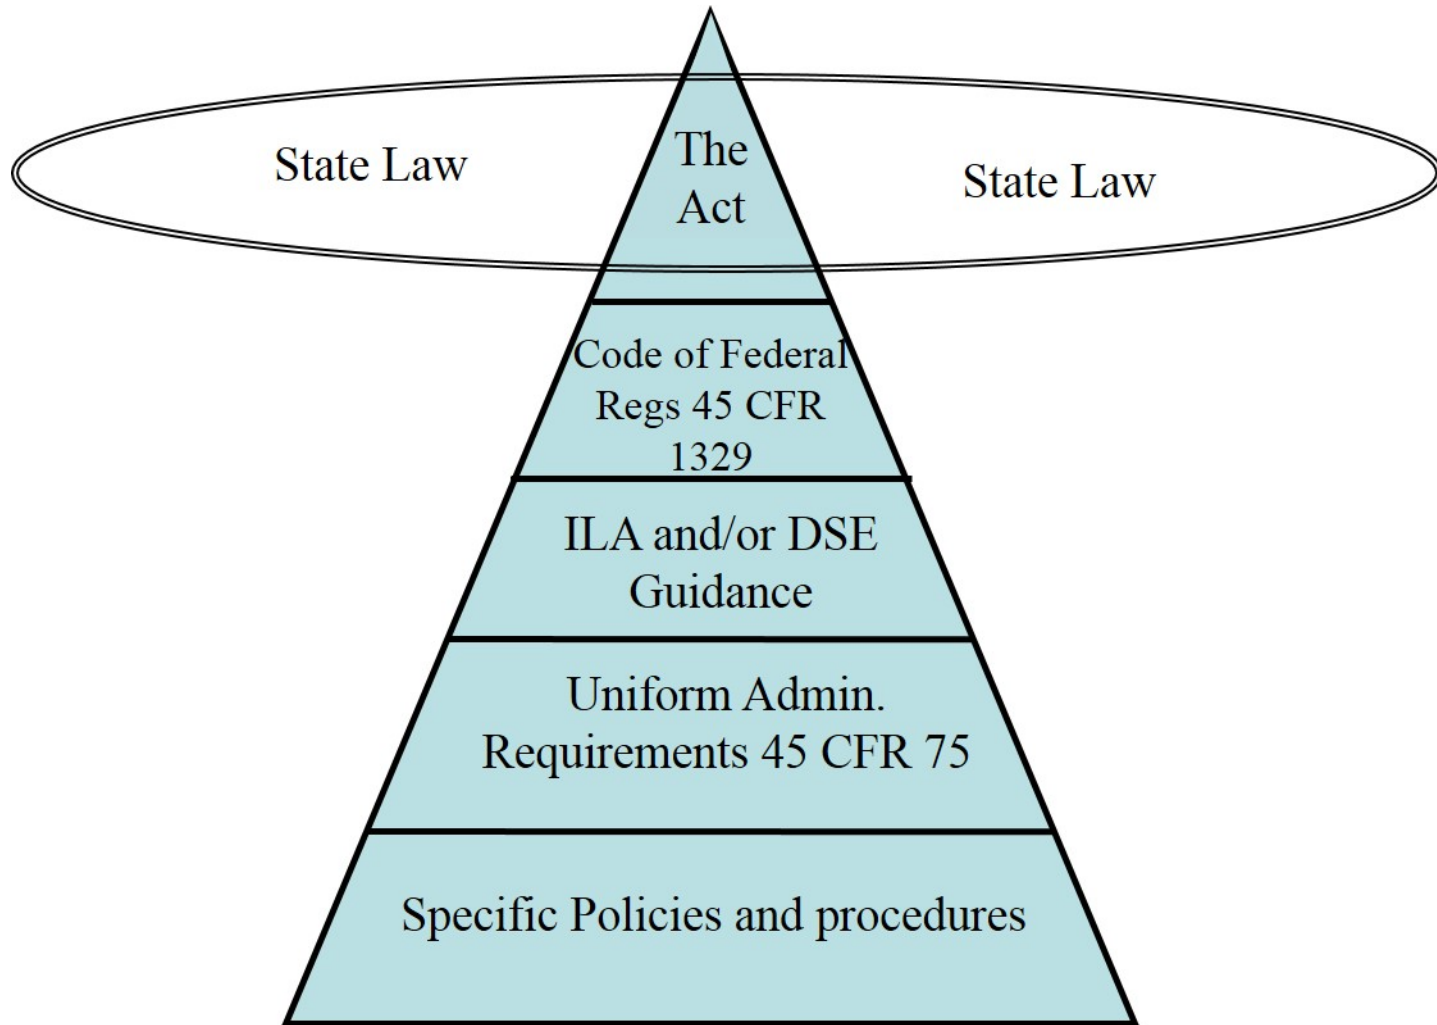 State Law
The
Act
State Law
Code of Federal
Regs 45 CFR
1329
ILA and/or DSE
Guidance
Uniform Admin.
Requirements 45 CFR 75
Specific Policies and procedures